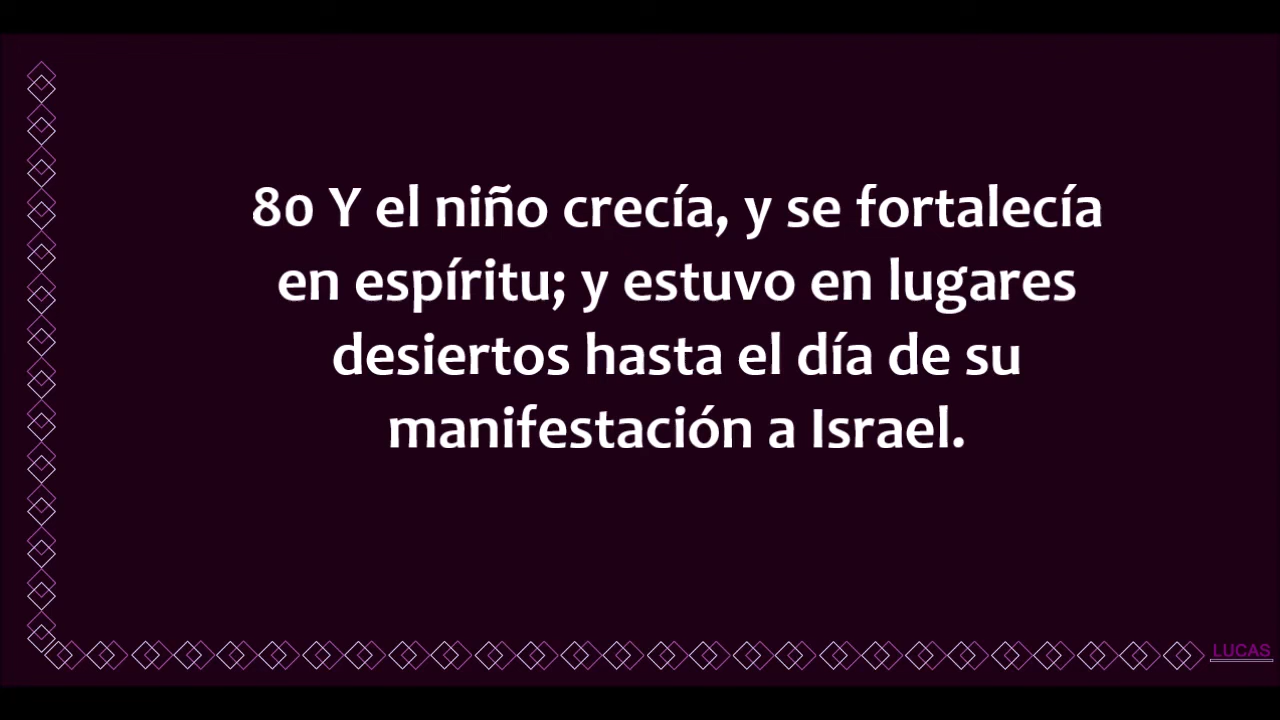 80 Y el niño crecía, y se fortalecía
en espíritu; y estuvo en lugares
desiertos hasta el día de su
manifestación a Israel.
LUCAS